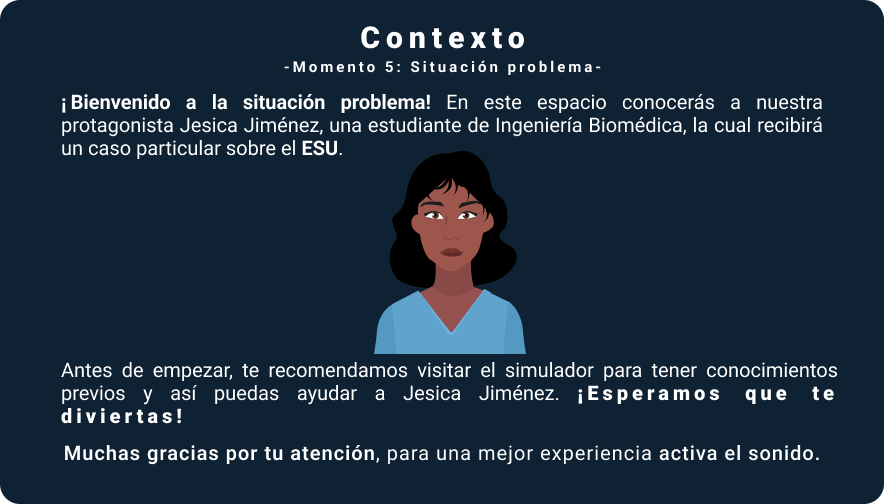 Contexto
-Momento 5: Situación problema-
¡Bienvenido a la situación problema! En este espacio conocerás a nuestra
protagonista Jesica Jiménez, una estudiante de Ingeniería Biomédica, la cual recibirá
un caso particular sobre el ESU.
Antes de empezar, te recomendamos visitar el simulador para tener conocimientos
previos y así puedas ayudar a Jesica Jiménez. ¡Esperamos que te
diviertas!
Muchas gracias por tu atención, para una mejor experiencia activa el sonido.